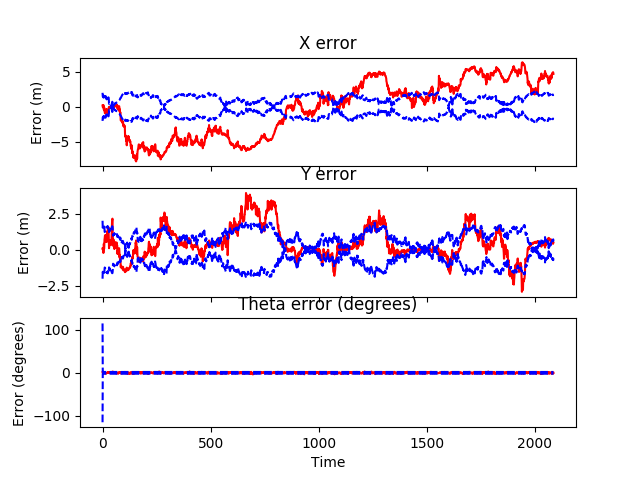 X error
Error (m)
5
0
−5
Y error
Error (m)
2.5
0.0
−2.5
Theta error (degrees)
Error (degrees)
100
0
−100
0 500 1000 1500 2000
Time